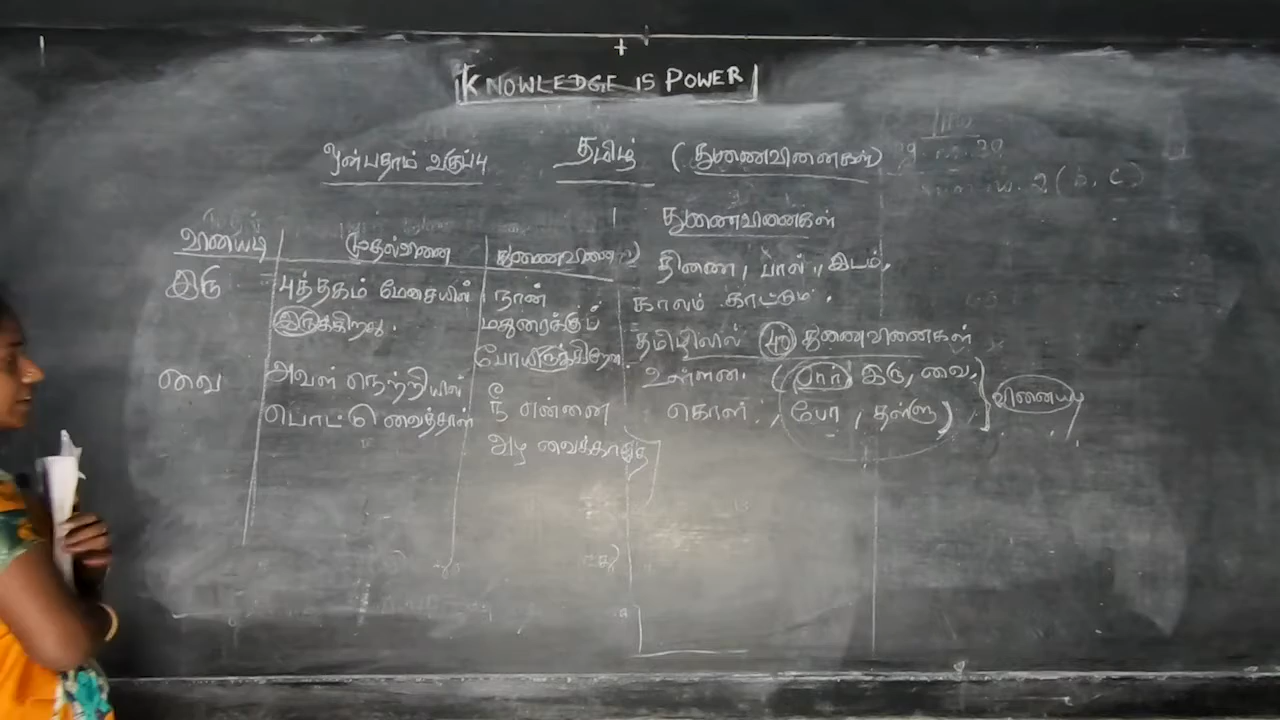 KNOWLEDGE IS POWER
ஒன்பதாம் வகுப்பு தமிழ் (துணைவினைகள்)
வினையடி முதல்வினை துணைவினை
இரு புத்தகம் மேசையில் இருக்கிறது. நான் மதுரைக்குப் போயிருக்கிறேன்.
வை அவள் நெற்றியில் பொட்டு வைத்தாள் நீ என்னை அழ வைக்காதே
துணைவினைகள்
திணை, பால், இடம்,
காலம் காட்டும்.
தமிழில் 40 துணைவினைகள்
உள்ளன. (பார், இரு, வை,
கொள், போ, தள்ளு)